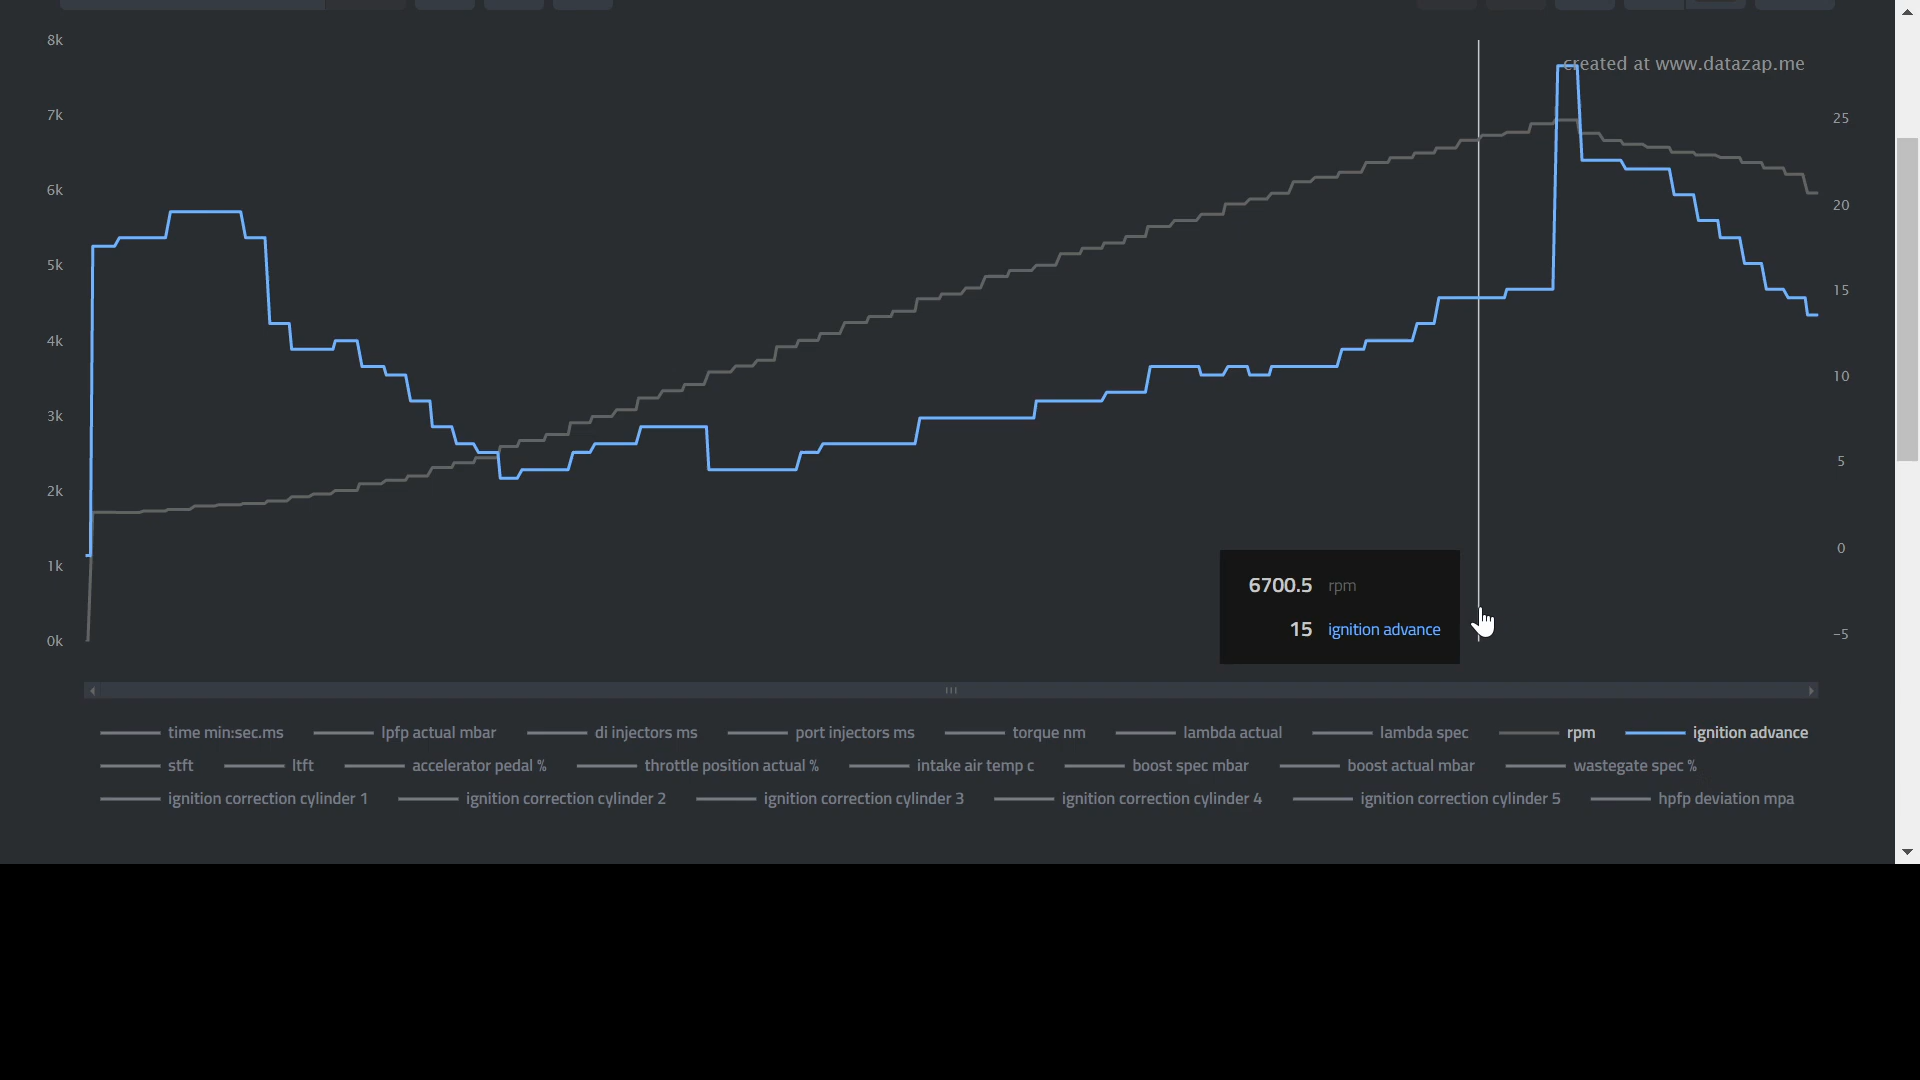 8k
created at www.datazap.me
7k
25
6k
20
5k
15
4k
10
3k
5
2k
0
1k
6700.5 rpm
15 ignition advance
0k
-5
time min:sec.ms lpfp actual mbar di injectors ms port injectors ms torque nm lambda actual lambda spec rpm ignition advance
stft ltft accelerator pedal % throttle position actual % intake air temp c boost spec mbar boost actual mbar wastegate spec %
ignition correction cylinder 1 ignition correction cylinder 2 ignition correction cylinder 3 ignition correction cylinder 4 ignition correction cylinder 5 hpfp deviation mpa